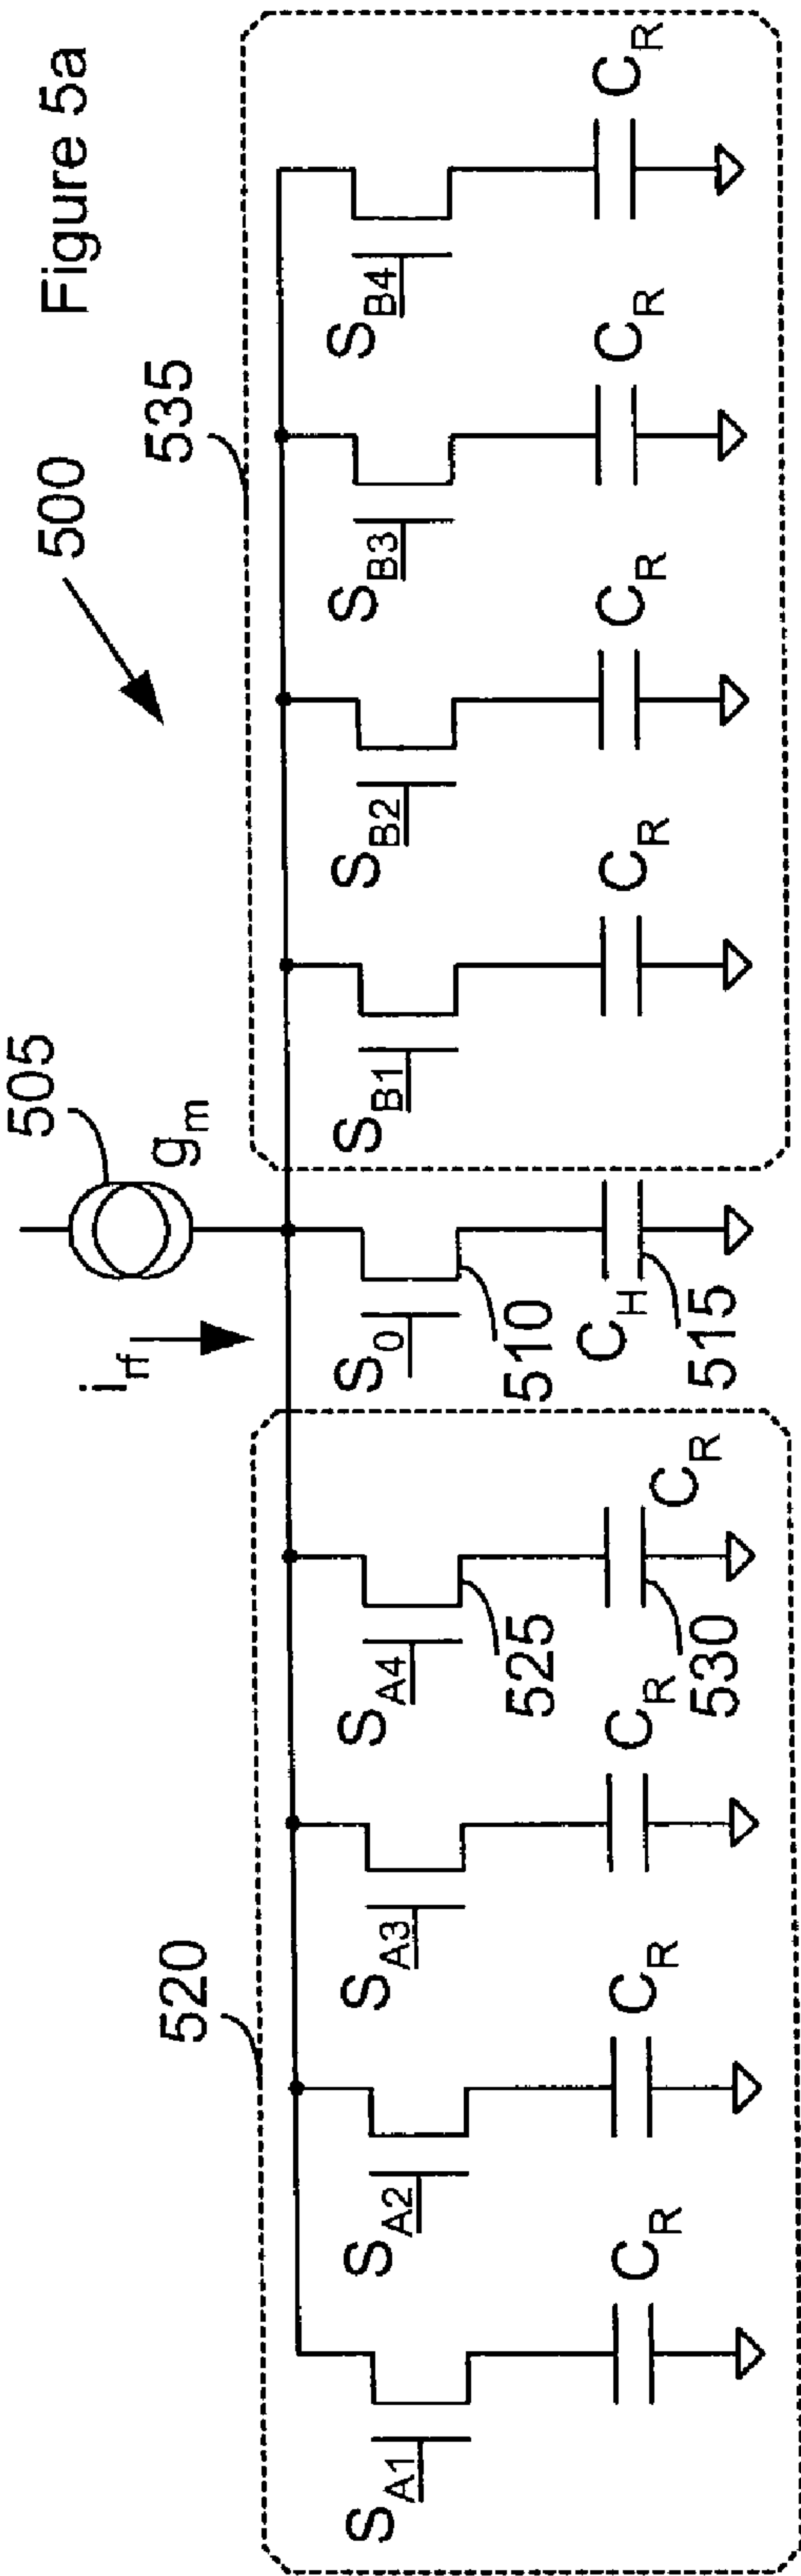 Figure 5a
500
505
g_m
i_rf
520
535
S_A1
S_A2
S_A3
S_A4
S_0
S_B1
S_B2
S_B3
S_B4
525
510
C_R
C_R
C_R
C_R
C_H
C_R
C_R
C_R
C_R
530
515